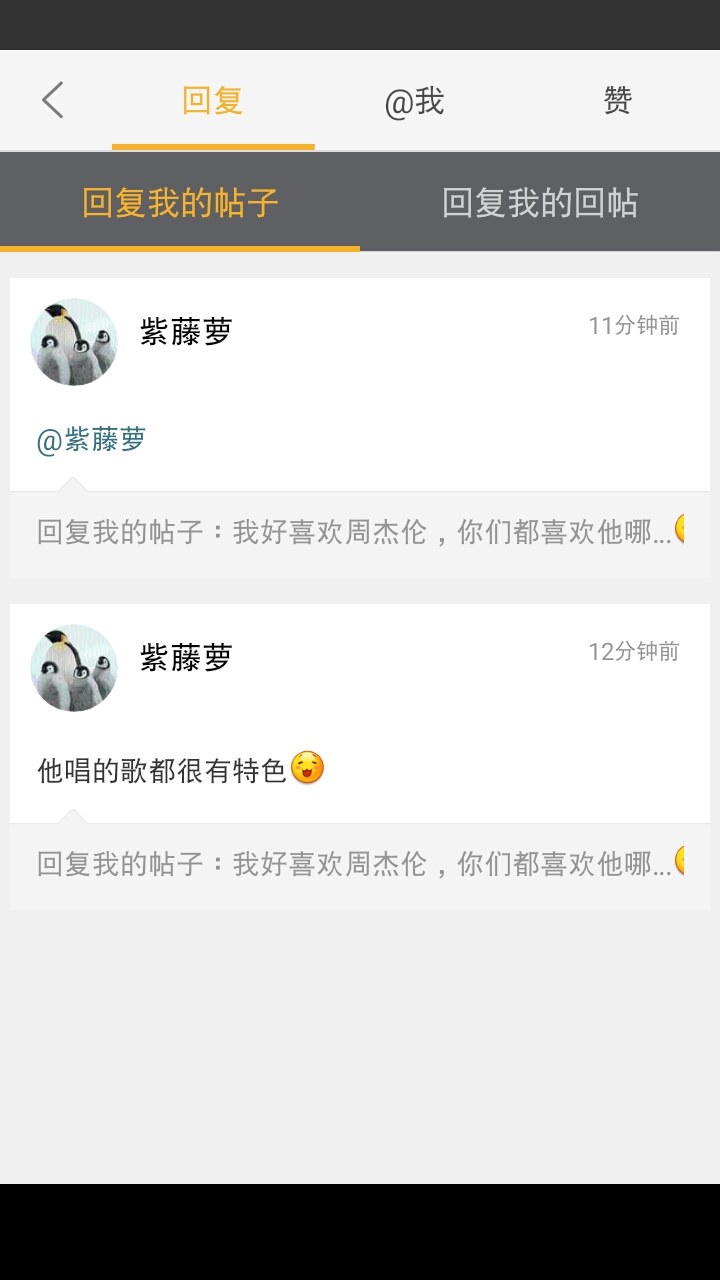 回复 @我 赞
回复我的帖子 回复我的回帖
紫藤萝 11分钟前
@紫藤萝
回复我的帖子：我好喜欢周杰伦，你们都喜欢他哪...
紫藤萝 12分钟前
他唱的歌都很有特色
回复我的帖子：我好喜欢周杰伦，你们都喜欢他哪...